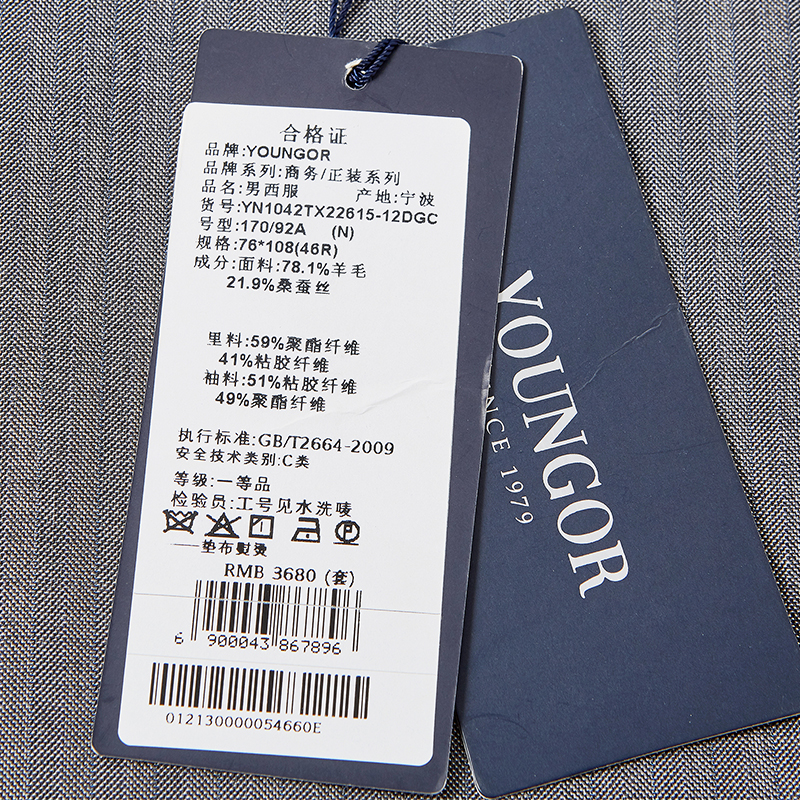 合格证
品牌:YOUNGOR
品牌系列:商务/正装系列
品名:男西服 产地:宁波
货号:YN1042TX22615-12DGC
号型:170/92A (N)
规格:76*108(46R)
成分:面料:78.1%羊毛
21.9%桑蚕丝
里料:59%聚酯纤维
41%粘胶纤维
袖料:51%粘胶纤维
49%聚酯纤维
执行标准:GB/T2664-2009
安全技术类别:C类
等级:一等品
检验员:工号见水洗唛
——垫布熨烫
RMB 3680 (套)
6 900043 867896
012130000054660E
YOUNGOR
NCE 1979